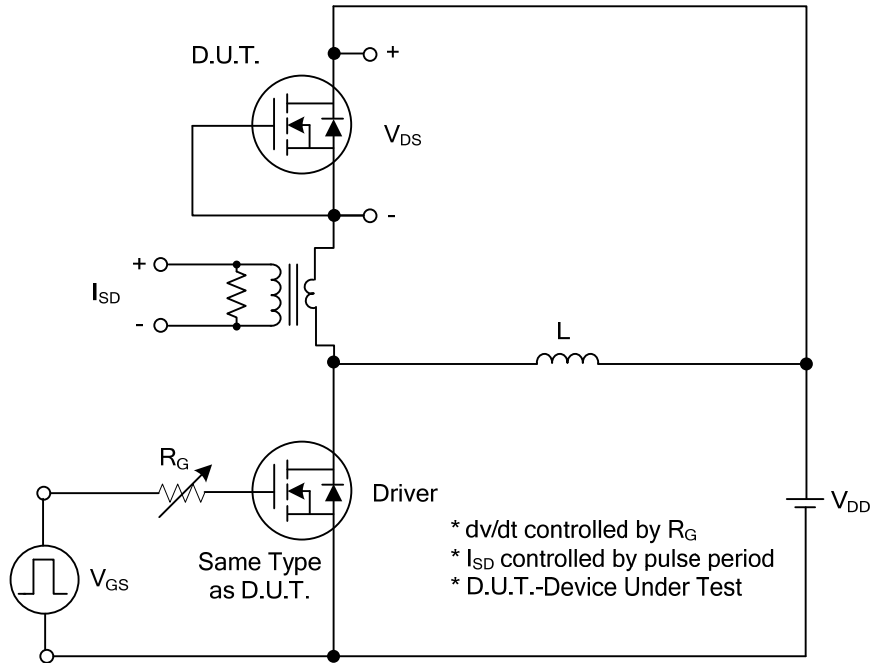 D.U.T.
+
VDS
-
+
ISD
-
L
RG
Driver
VDD
VGS
Same Type
as D.U.T.
* dv/dt controlled by RG
* ISD controlled by pulse period
* D.U.T.-Device Under Test